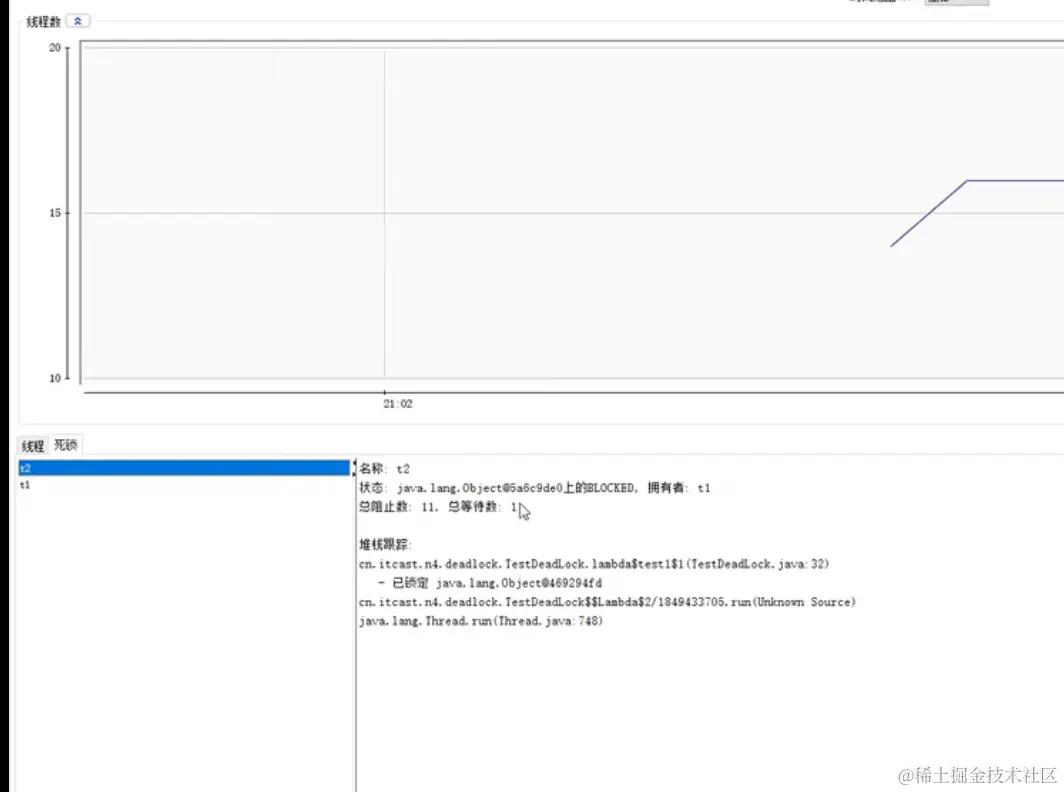 线程数
20
15
10
21:02
线程 死锁
t2
t1
名称: t2
状态: java.lang.Object@5a6c9de0上的BLOCKED, 拥有者: t1
总阻止数: 11, 总等待数: 1
堆栈跟踪:
cn.itcast.n4.deadlock.TestDeadLock.lambda$test1$1(TestDeadLock.java:32)
- 已锁定 java.lang.Object@469294fd
cn.itcast.n4.deadlock.TestDeadLock$$Lambda$2/1849433705.run(Unknown Source)
java.lang.Thread.run(Thread.java:748)
@稀土掘金技术社区